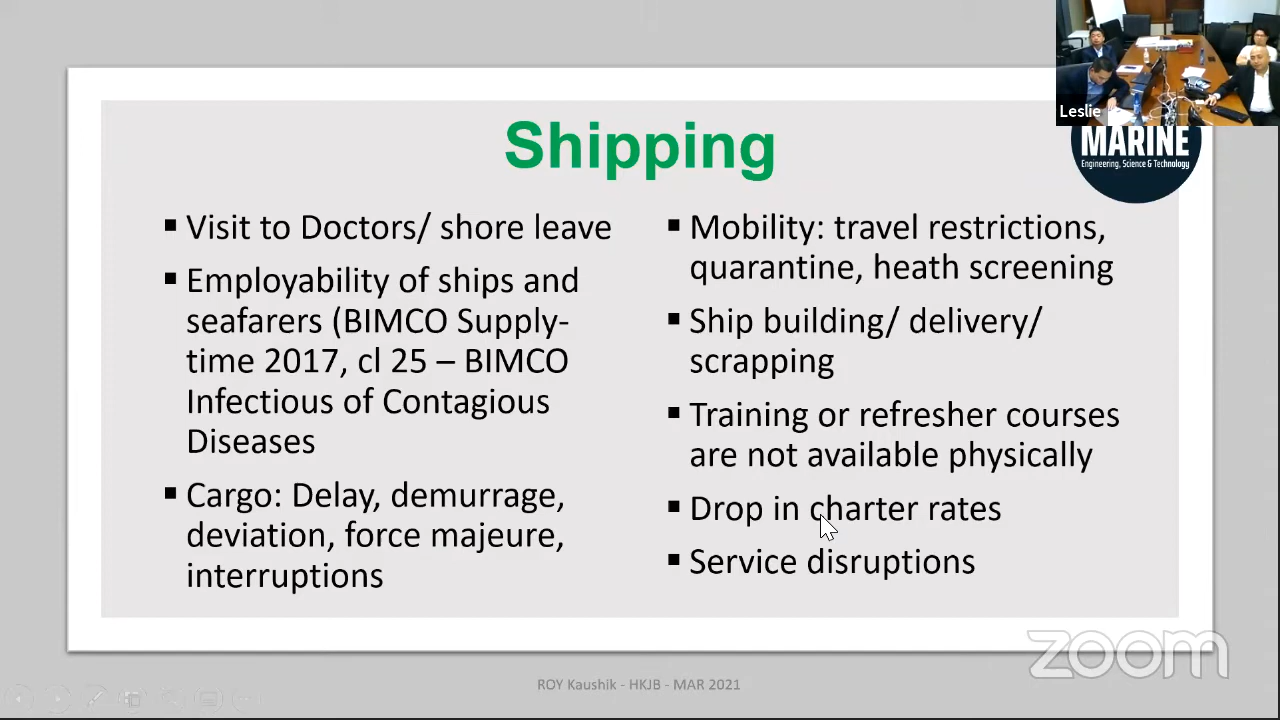 Leslie
MARINE
Engineering, Science & Technology
Shipping
▪ Visit to Doctors/ shore leave
▪ Employability of ships and
seafarers (BIMCO Supply-
time 2017, cl 25 – BIMCO
Infectious of Contagious
Diseases
▪ Cargo: Delay, demurrage,
deviation, force majeure,
interruptions
▪ Mobility: travel restrictions,
quarantine, heath screening
▪ Ship building/ delivery/
scrapping
▪ Training or refresher courses
are not available physically
▪ Drop in charter rates
▪ Service disruptions
zoom
ROY Kaushik - HKJB - MAR 2021